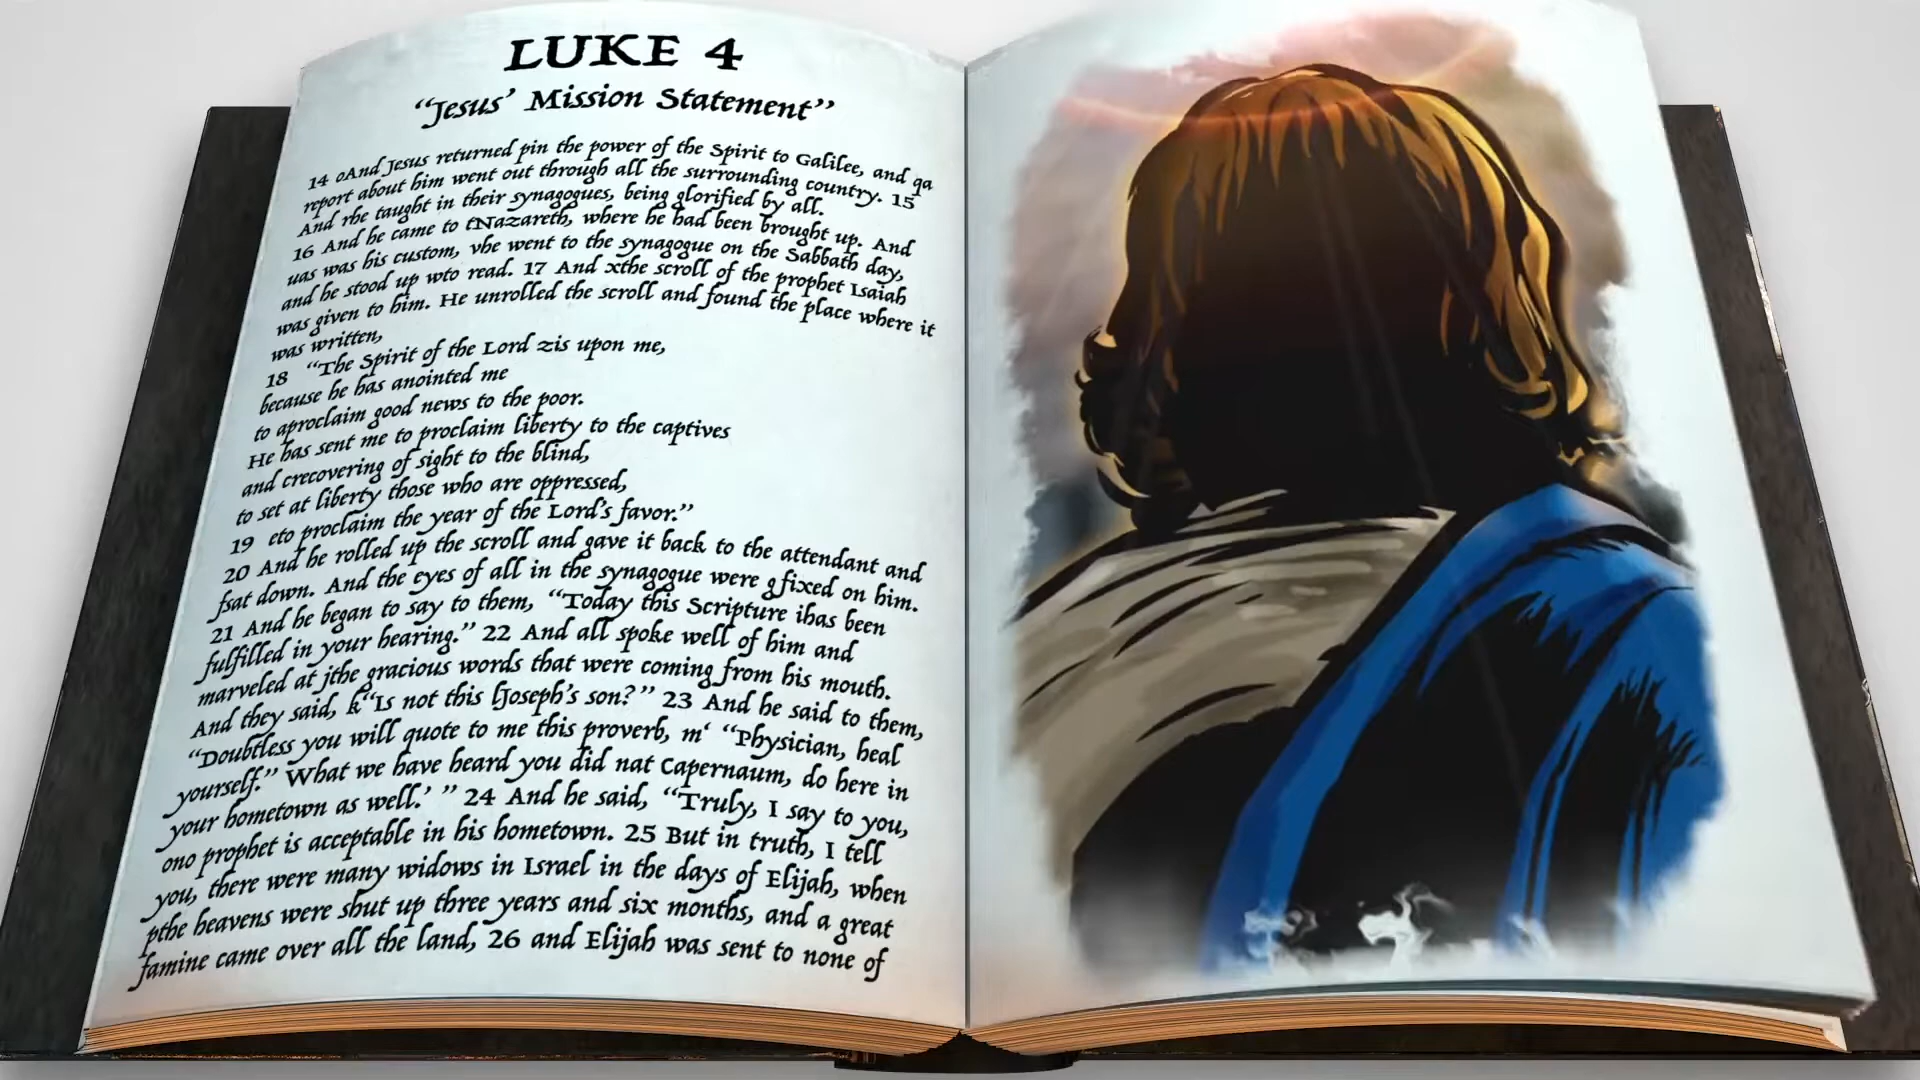 LUKE 4
“Jesus’ Mission Statement”
14 oAnd Jesus returned pin the power of the Spirit to Galilee, and qa
report about him went out through all the surrounding country. 15
And rhe taught in their synagogues, being glorified by all.
16 And he came to tNazareth, where he had been brought up. And
uas was his custom, vhe went to the synagogue on the Sabbath day,
and he stood up wto read. 17 And xthe scroll of the prophet Isaiah
was given to him. He unrolled the scroll and found the place where it
was written,
18 “The Spirit of the Lord zis upon me,
because he has anointed me
to aproclaim good news to the poor.
He has sent me to proclaim liberty to the captives
and crecovering of sight to the blind,
to set at liberty those who are oppressed,
19 eto proclaim the year of the Lord’s favor.”
20 And he rolled up the scroll and gave it back to the attendant and
fsat down. And the eyes of all in the synagogue were gfixed on him.
21 And he began to say to them, “Today this Scripture ihas been
fulfilled in your hearing.” 22 And all spoke well of him and
marveled at jthe gracious words that were coming from his mouth.
And they said, k“Is not this lJoseph’s son?” 23 And he said to them,
“Doubtless you will quote to me this proverb, m‘ “Physician, heal
yourself.” What we have heard you did nat Capernaum, do here in
your hometown as well.’ ” 24 And he said, “Truly, I say to you,
ono prophet is acceptable in his hometown. 25 But in truth, I tell
you, there were many widows in Israel in the days of Elijah, when
pthe heavens were shut up three years and six months, and a great
famine came over all the land, 26 and Elijah was sent to none of